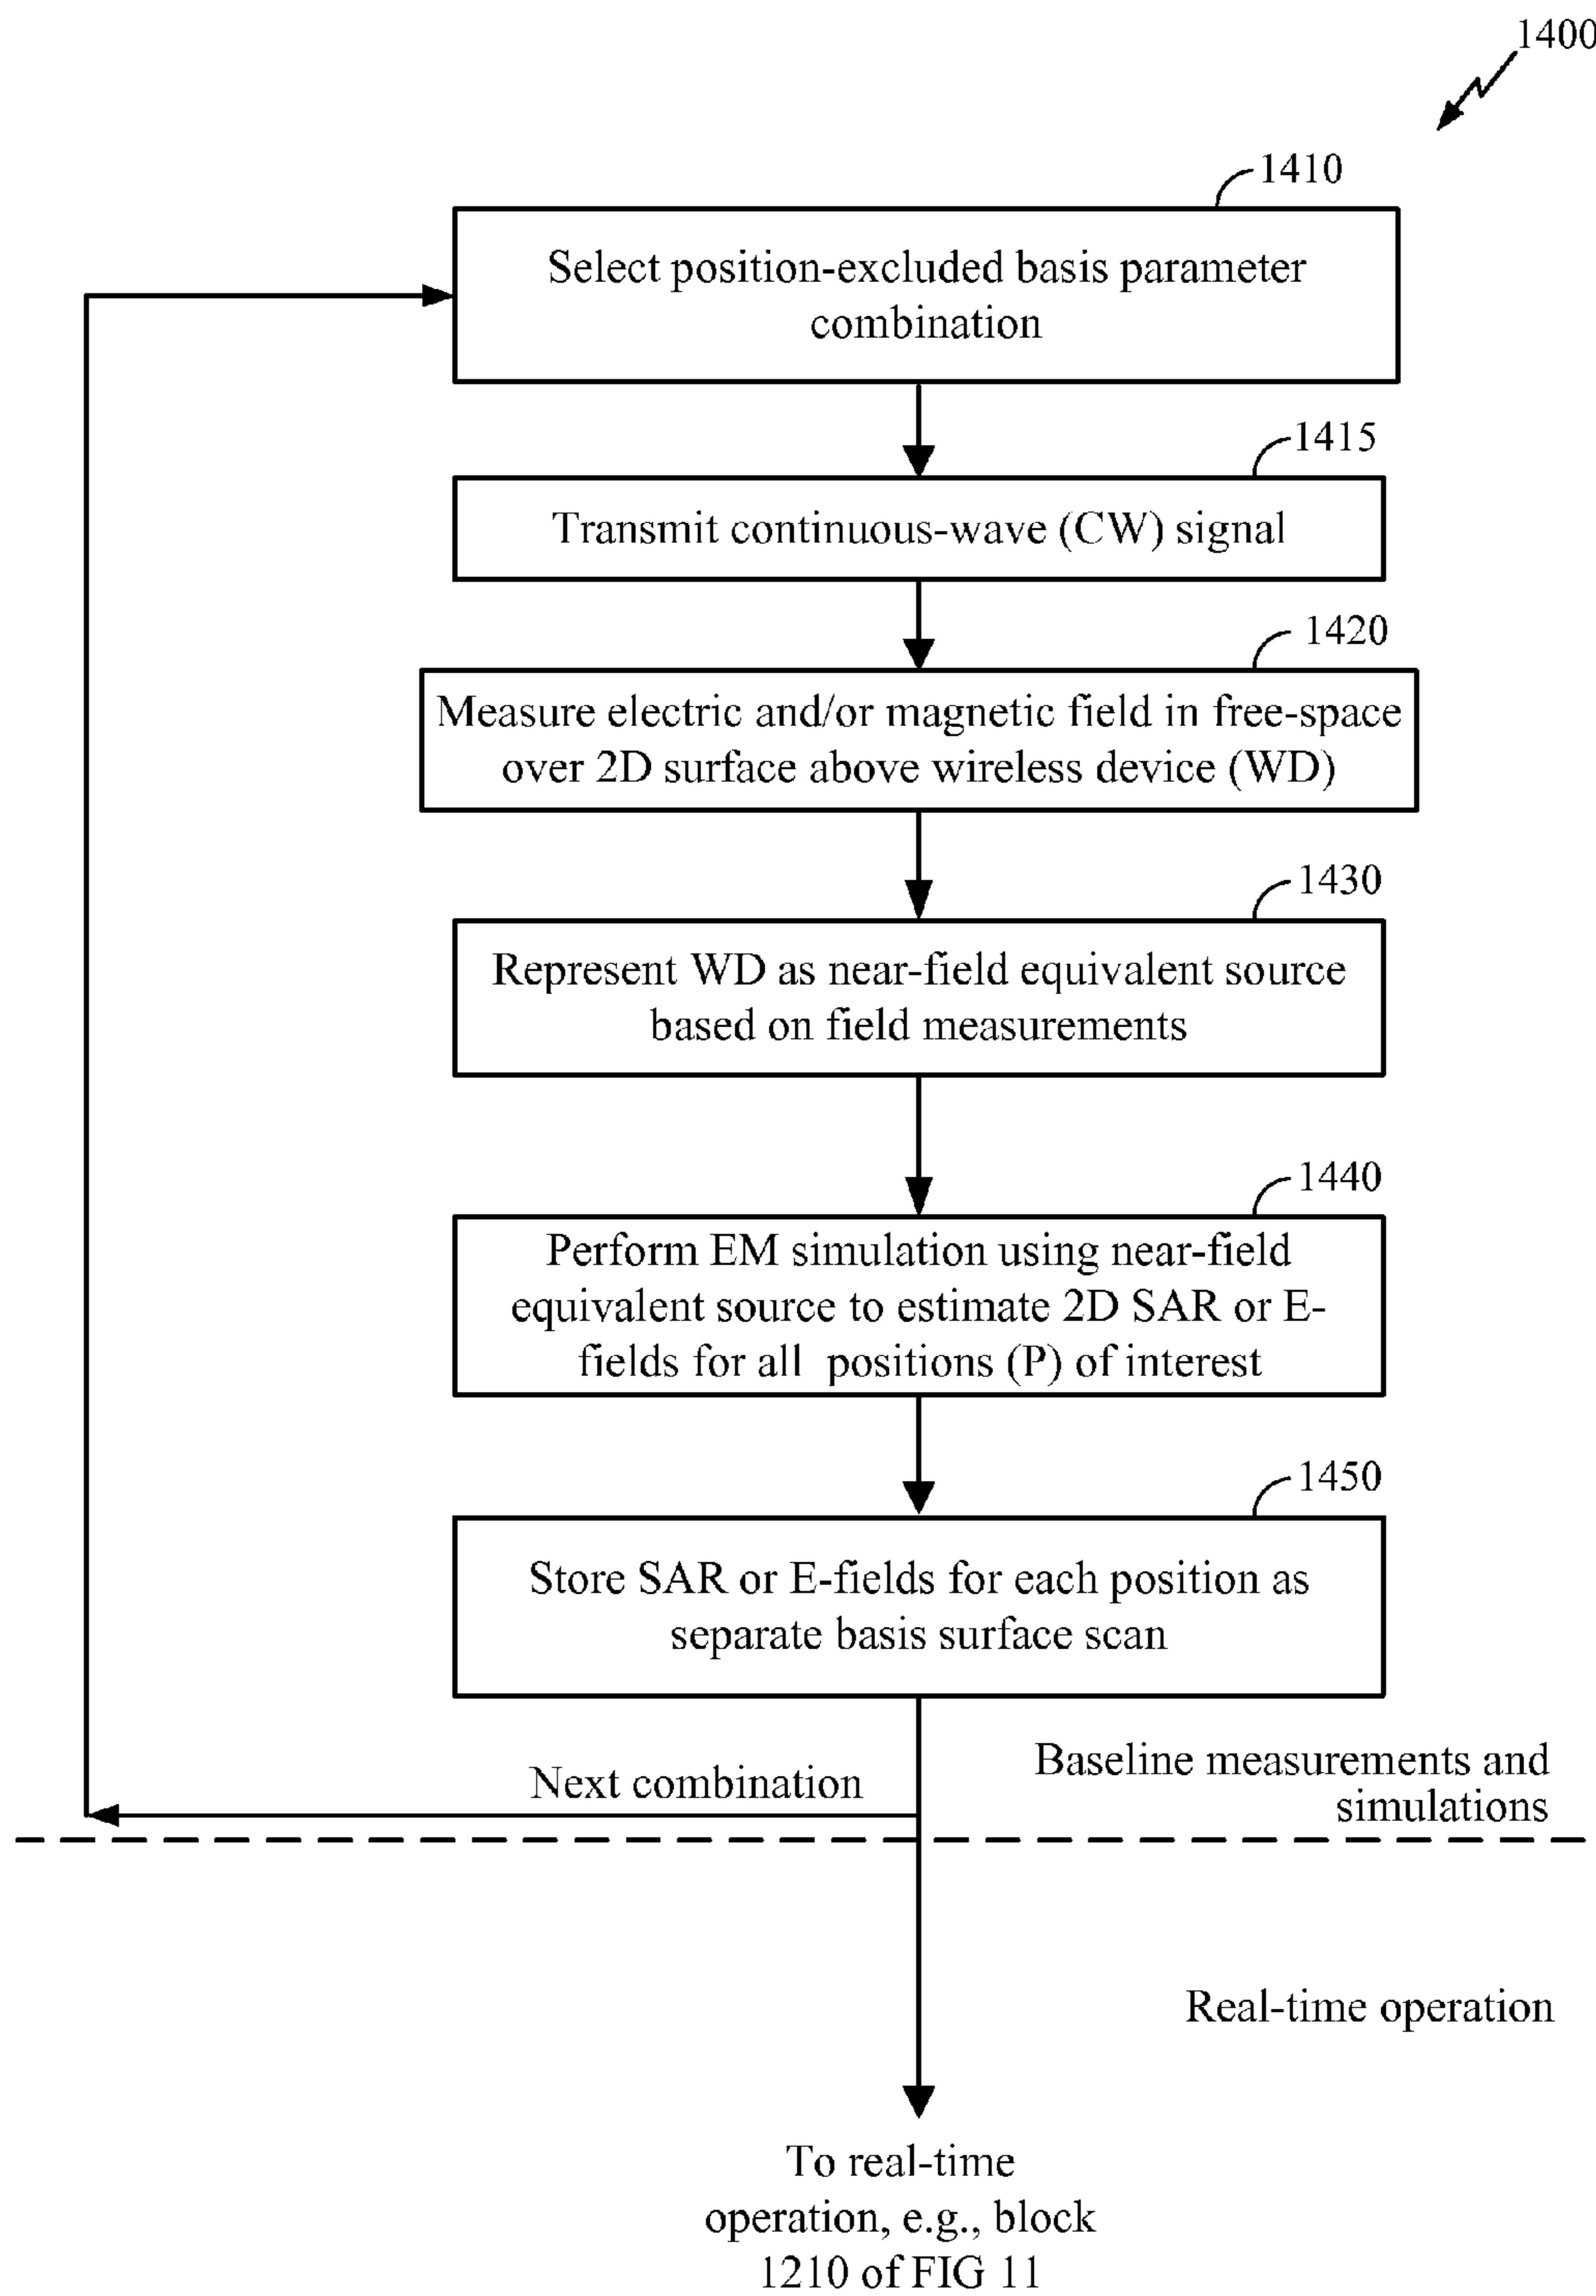 1400
1410
Select position-excluded basis parameter
combination
1415
Transmit continuous-wave (CW) signal
1420
Measure electric and/or magnetic field in free-space
over 2D surface above wireless device (WD)
1430
Represent WD as near-field equivalent source
based on field measurements
1440
Perform EM simulation using near-field
equivalent source to estimate 2D SAR or E-
fields for all positions (P) of interest
1450
Store SAR or E-fields for each position as
separate basis surface scan
Next combination
Baseline measurements and
simulations
Real-time operation
To real-time
operation, e.g., block
1210 of FIG 11